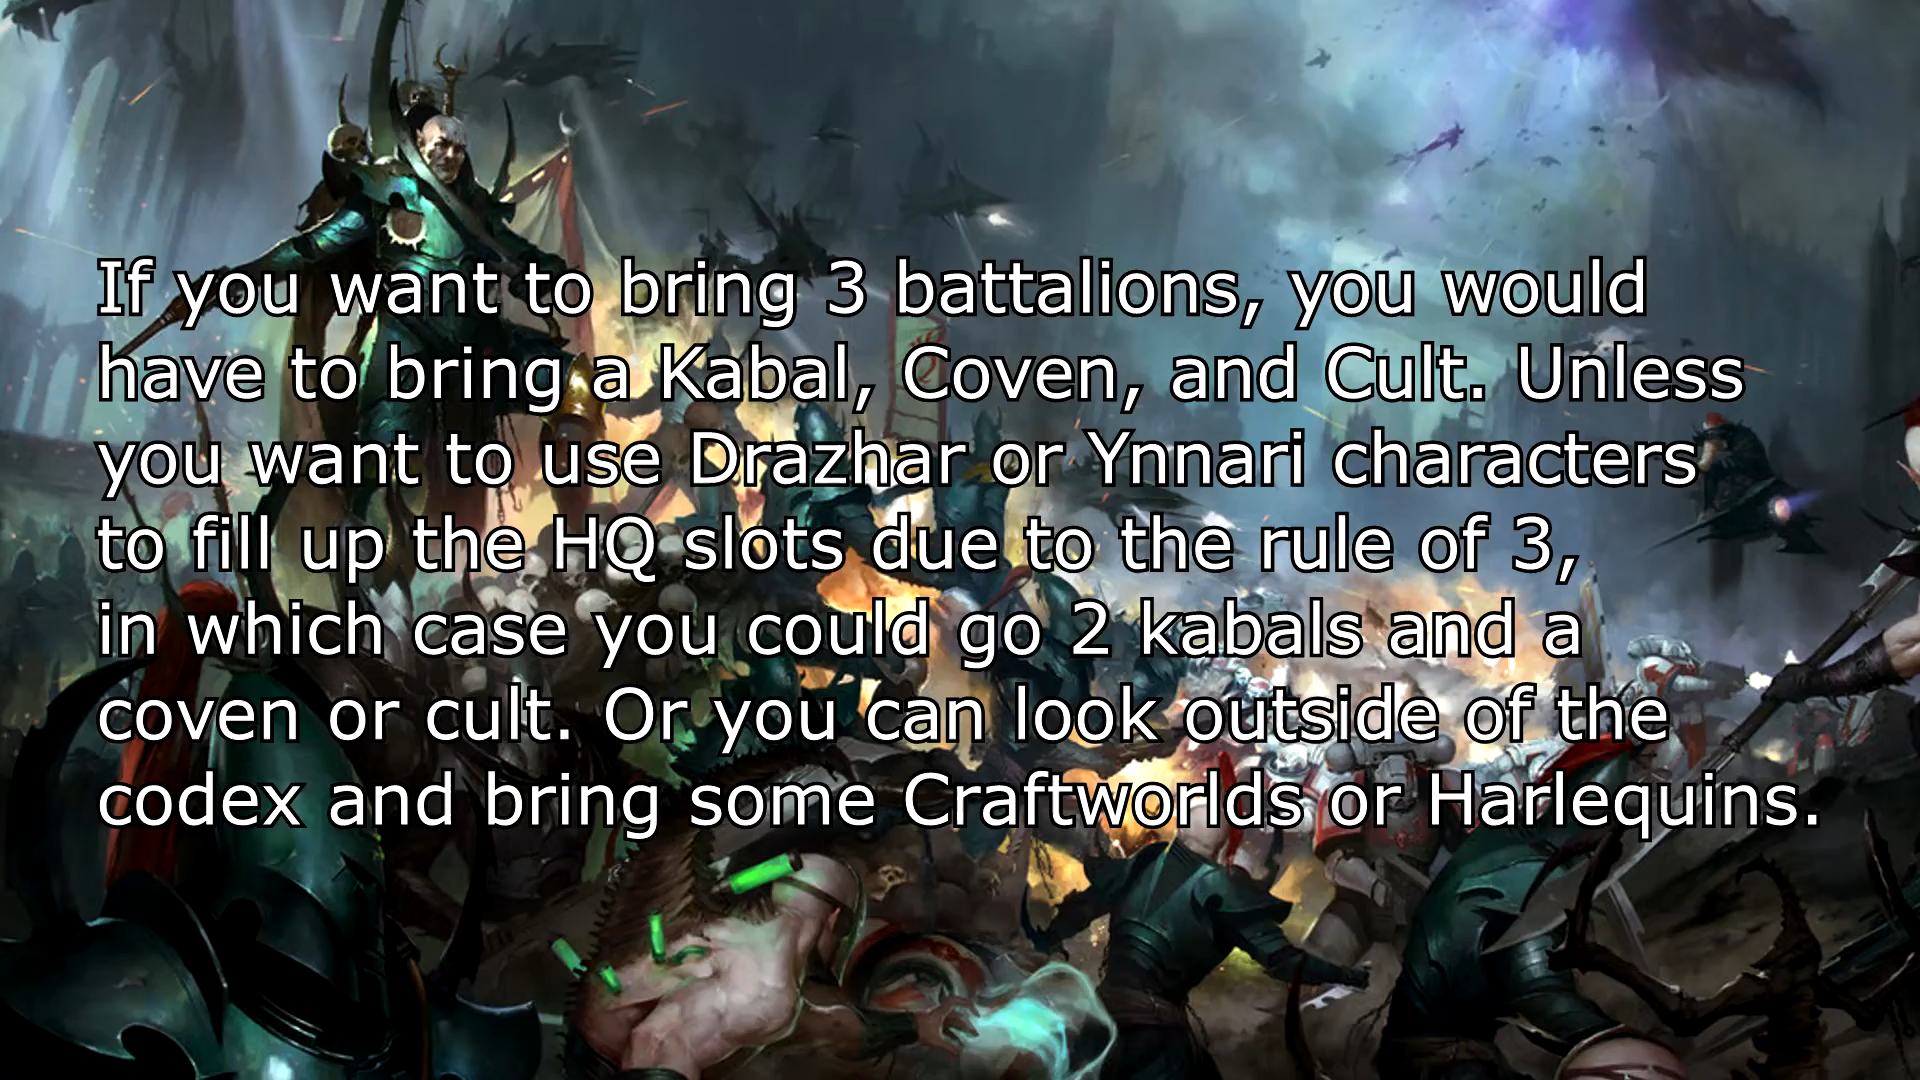 If you want to bring 3 battalions, you would
have to bring a Kabal, Coven, and Cult. Unless
you want to use Drazhar or Ynnari characters
to fill up the HQ slots due to the rule of 3,
in which case you could go 2 kabals and a
coven or cult. Or you can look outside of the
codex and bring some Craftworlds or Harlequins.